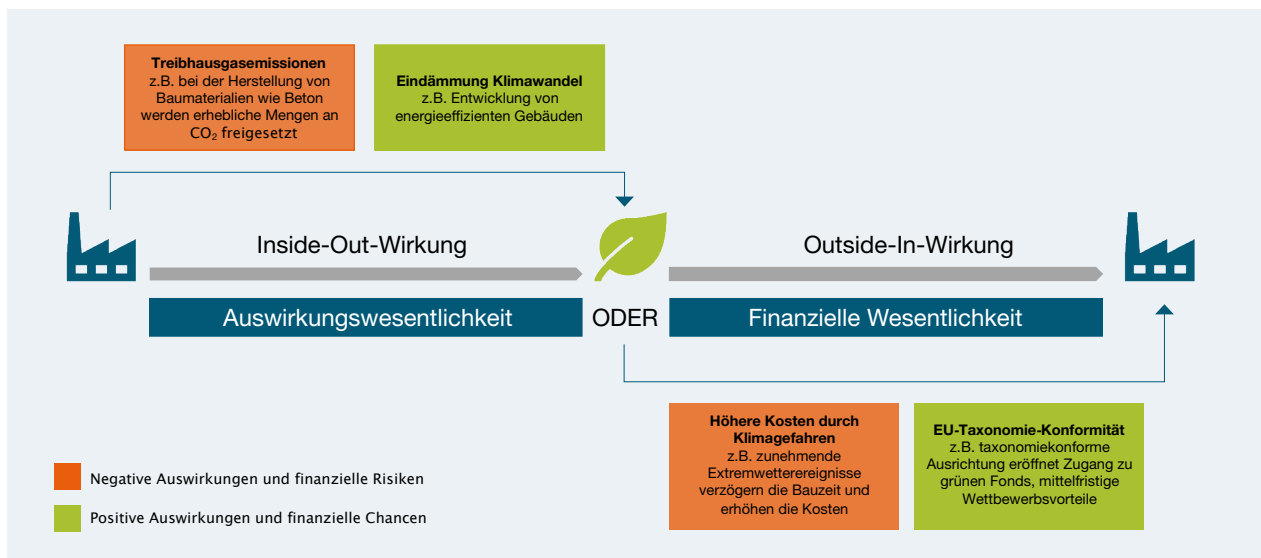 Treibhausgasemissionen
z.B. bei der Herstellung von
Baumaterialien wie Beton
werden erhebliche Mengen an
CO₂ freigesetzt
Eindämmung Klimawandel
z.B. Entwicklung von
energieeffizienten Gebäuden
Inside-Out-Wirkung
Outside-In-Wirkung
Auswirkungswesentlichkeit
ODER
Finanzielle Wesentlichkeit
Höhere Kosten durch
Klimagefahren
z.B. zunehmende
Extremwetterereignisse
verzögern die Bauzeit und
erhöhen die Kosten
EU-Taxonomie-Konformität
z.B. taxonomiekonforme
Ausrichtung eröffnet Zugang zu
grünen Fonds, mittelfristige
Wettbewerbsvorteile
Negative Auswirkungen und finanzielle Risiken
Positive Auswirkungen und finanzielle Chancen